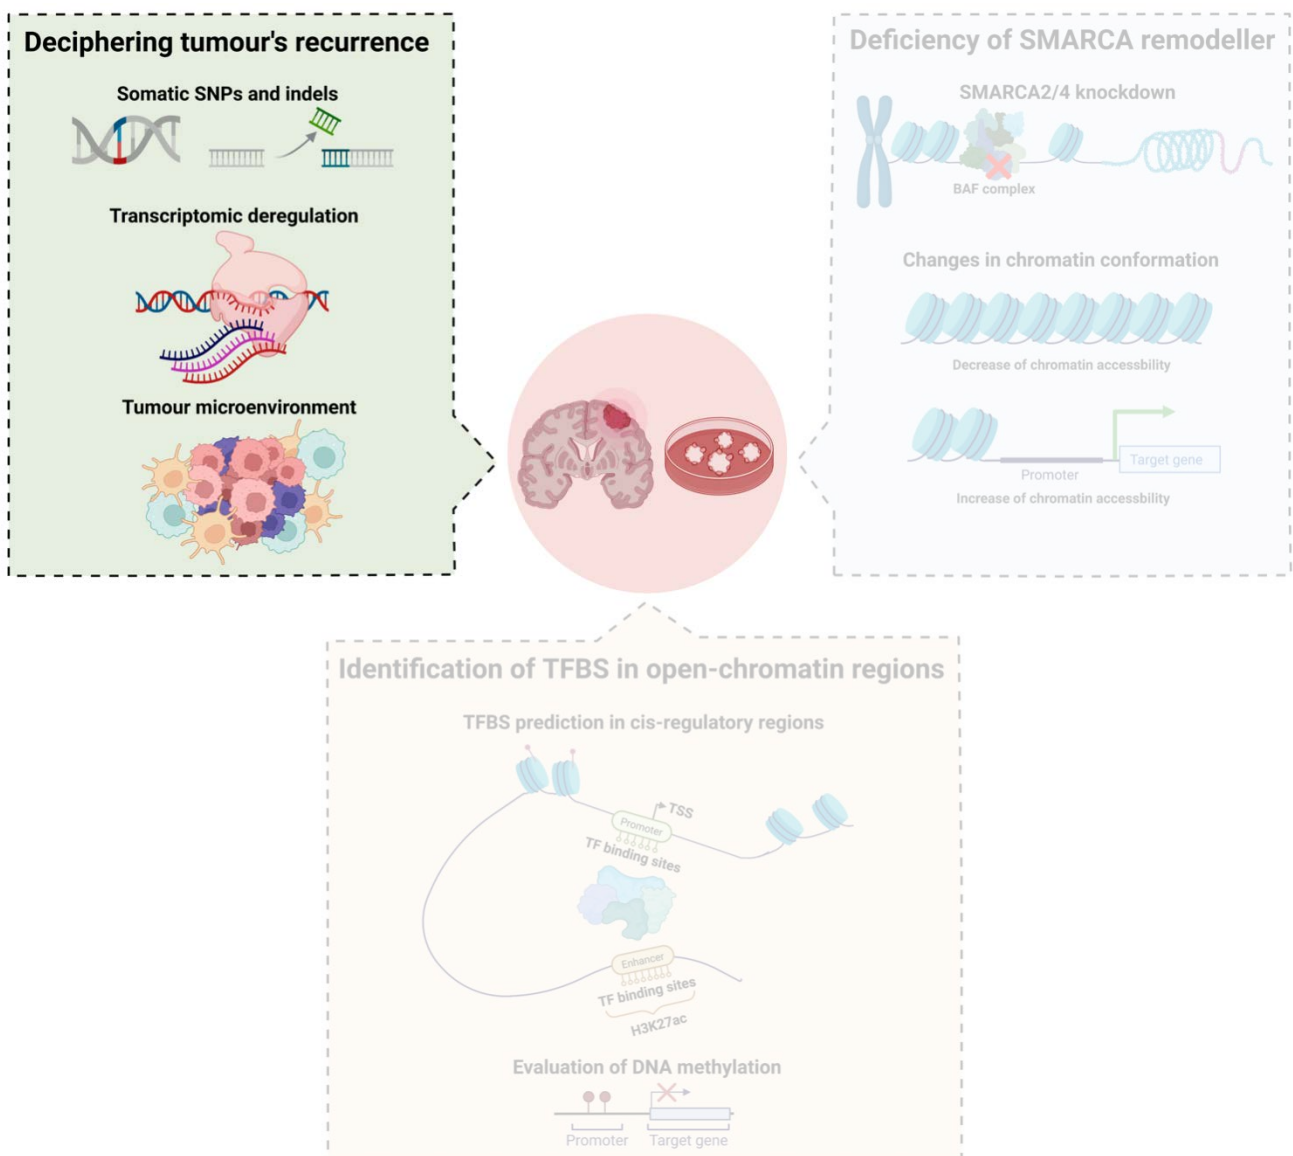 Deciphering tumour's recurrence
Somatic SNPs and indels
Transcriptomic deregulation
Tumour microenvironment
Deficiency of SMARCA remodeller
SMARCA2/4 knockdown
BAF complex
Changes in chromatin conformation
Decrease of chromatin accessbility
Target gene
Promoter
Increase of chromatin accessbility
Identification of TFBS in open-chromatin regions
TFBS prediction in cis-regulatory regions
TSS
Promoter
TF binding sites
Enhancer
TF binding sites
H3K27ac
Evaluation of DNA methylation
Promoter
Target gene